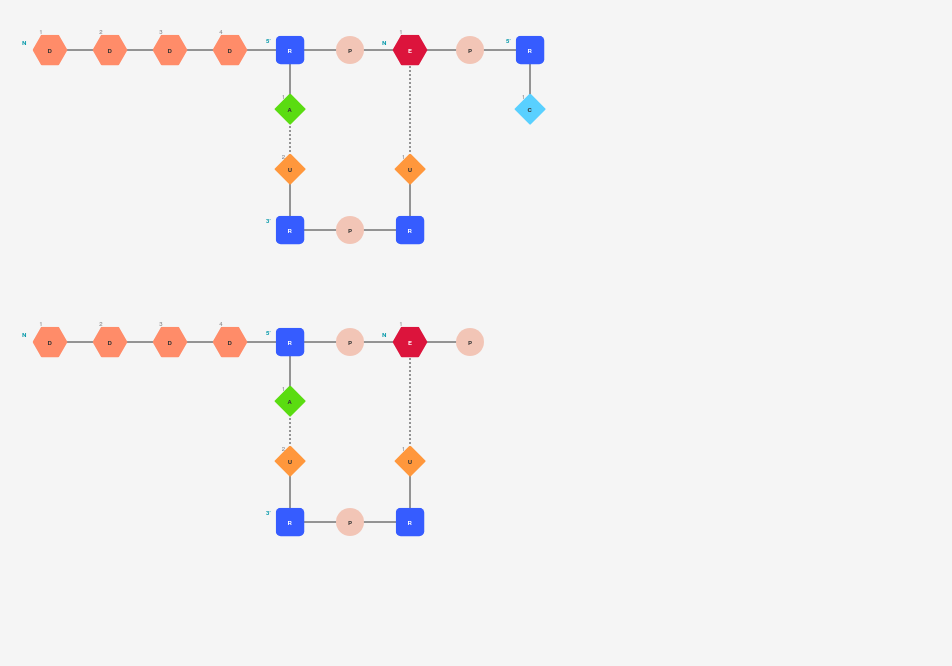 1 2 3 4 1
N D D D D 5' R P N E P 5' R
1 1
A C
2 1
U U
3' R P R
1 2 3 4 1
N D D D D 5' R P N E P
1
A
2 1
U U
3' R P R